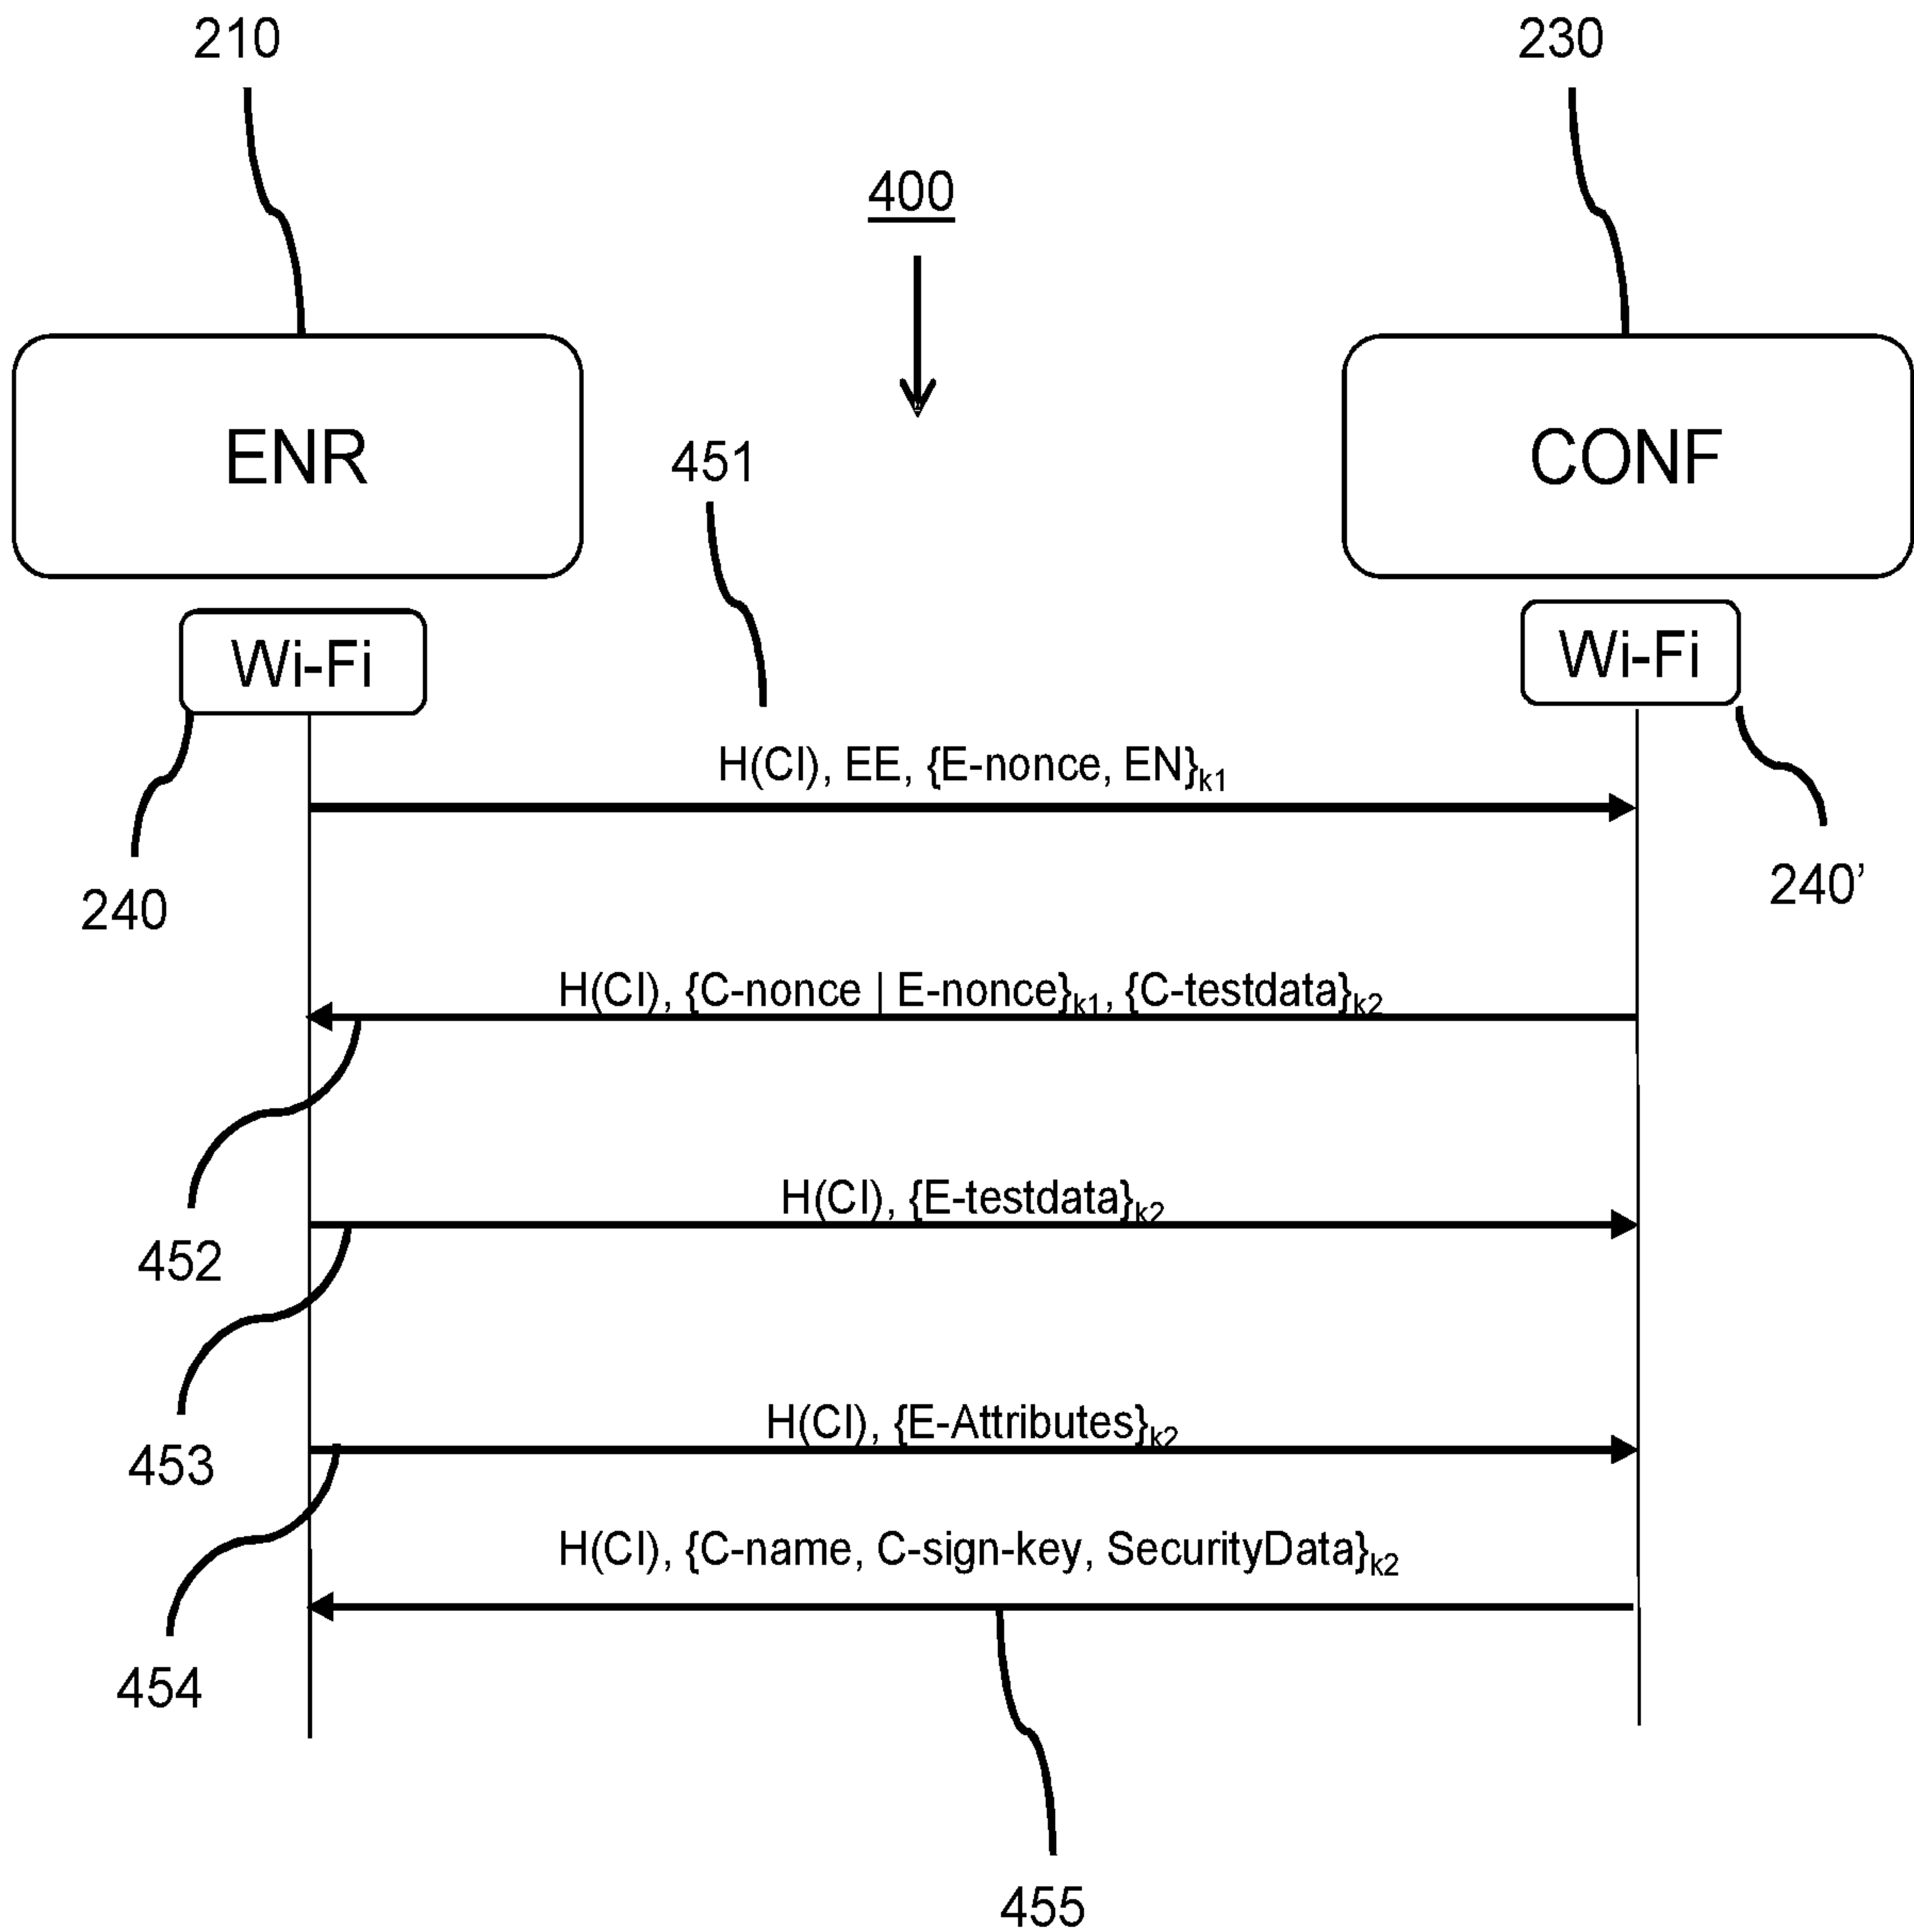 210
230
400
ENR
CONF
451
Wi-Fi
Wi-Fi
H(CI), EE, {E-nonce, EN}k1
240
240’
H(CI), {C-nonce | E-nonce}k1, {C-testdata}k2
H(CI), {E-testdata}k2
452
H(CI), {E-Attributes}k2
453
H(CI), {C-name, C-sign-key, SecurityData}k2
454
455